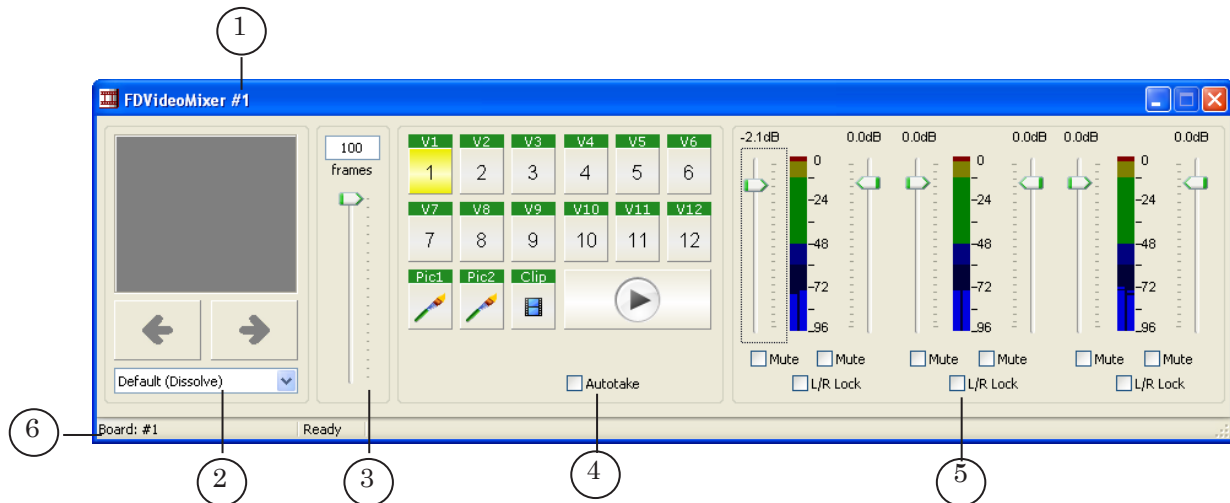 1
FDVideoMixer #1
100
frames
V1 V2 V3 V4 V5 V6
1 2 3 4 5 6
V7 V8 V9 V10 V11 V12
7 8 9 10 11 12
Pic1 Pic2 Clip
Default (Dissolve)
Autotake
-2.1dB 0.0dB 0.0dB 0.0dB 0.0dB 0.0dB
0 0 0
-24 -24 -24
-48 -48 -48
-72 -72 -72
-96 -96 -96
Mute Mute Mute Mute Mute Mute
L/R Lock L/R Lock L/R Lock
Board: #1 Ready
6
2 3 4 5